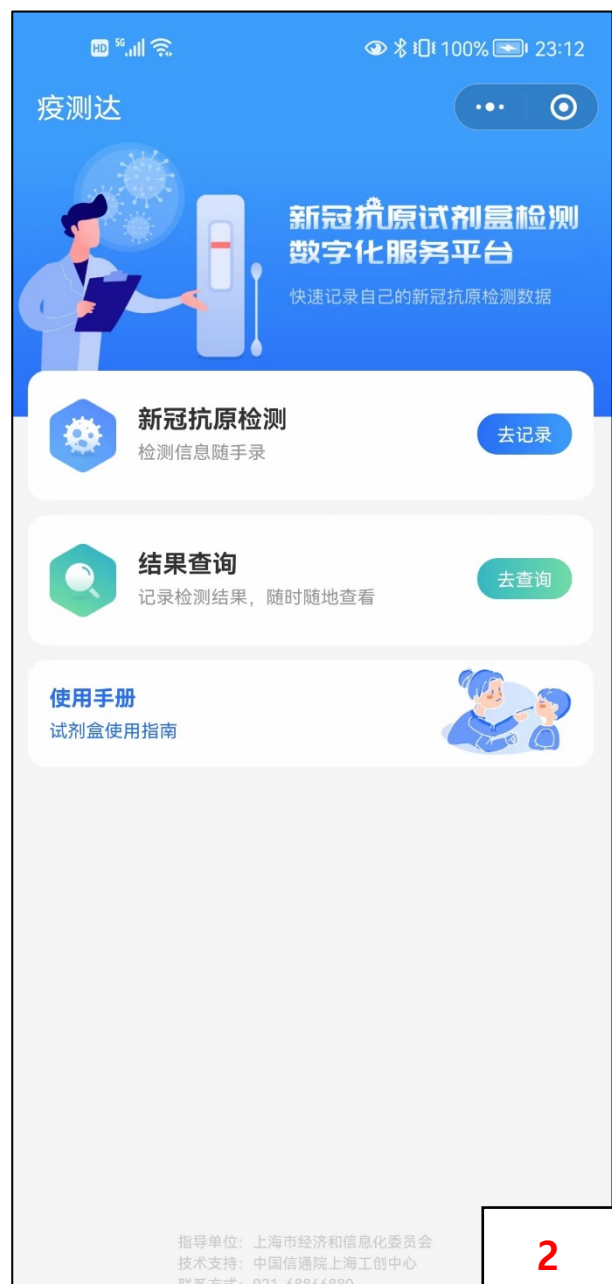 HD 5G 100% 23:12
疫测达
新冠抗原试剂盒检测
数字化服务平台
快速记录自己的新冠抗原检测数据
新冠抗原检测
检测信息随手录
去记录
结果查询
记录检测结果，随时随地查看
去查询
使用手册
试剂盒使用指南
指导单位：上海市经济和信息化委员会
技术支持：中国信通院上海工创中心
联系方式：021-68866880
2